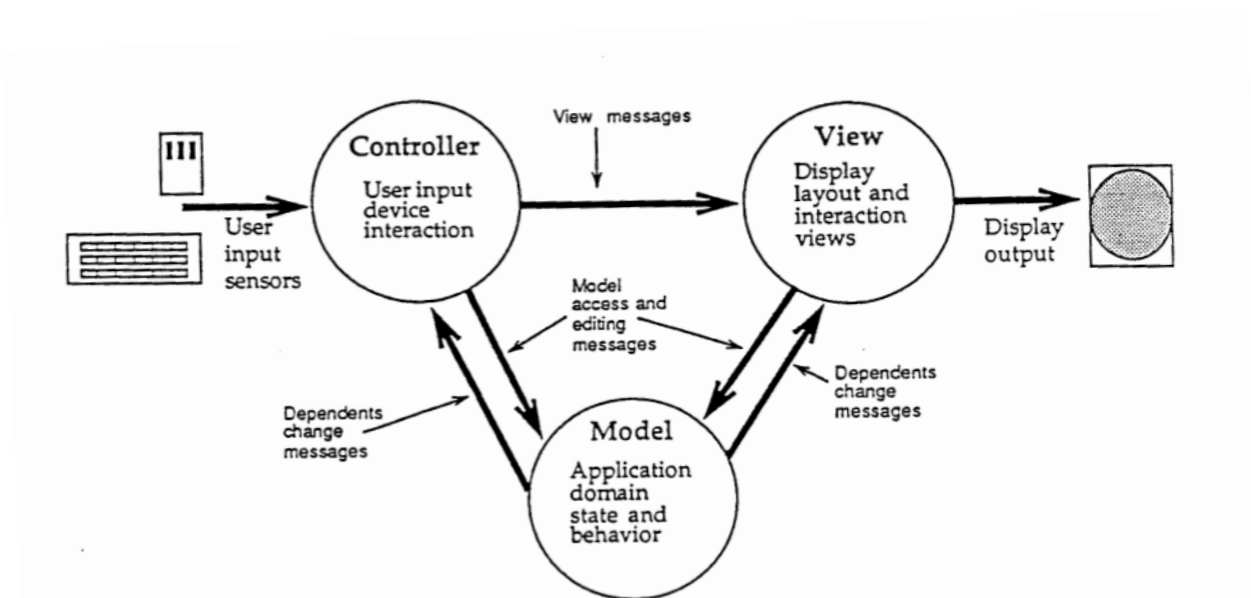 View messages
Controller
User input
device
interaction
View
Display
layout and
interaction
views
User
input
sensors
Display
output
Model
access and
editing
messages
Dependents
change
messages
Dependents
change
messages
Model
Application
domain
state and
behavior